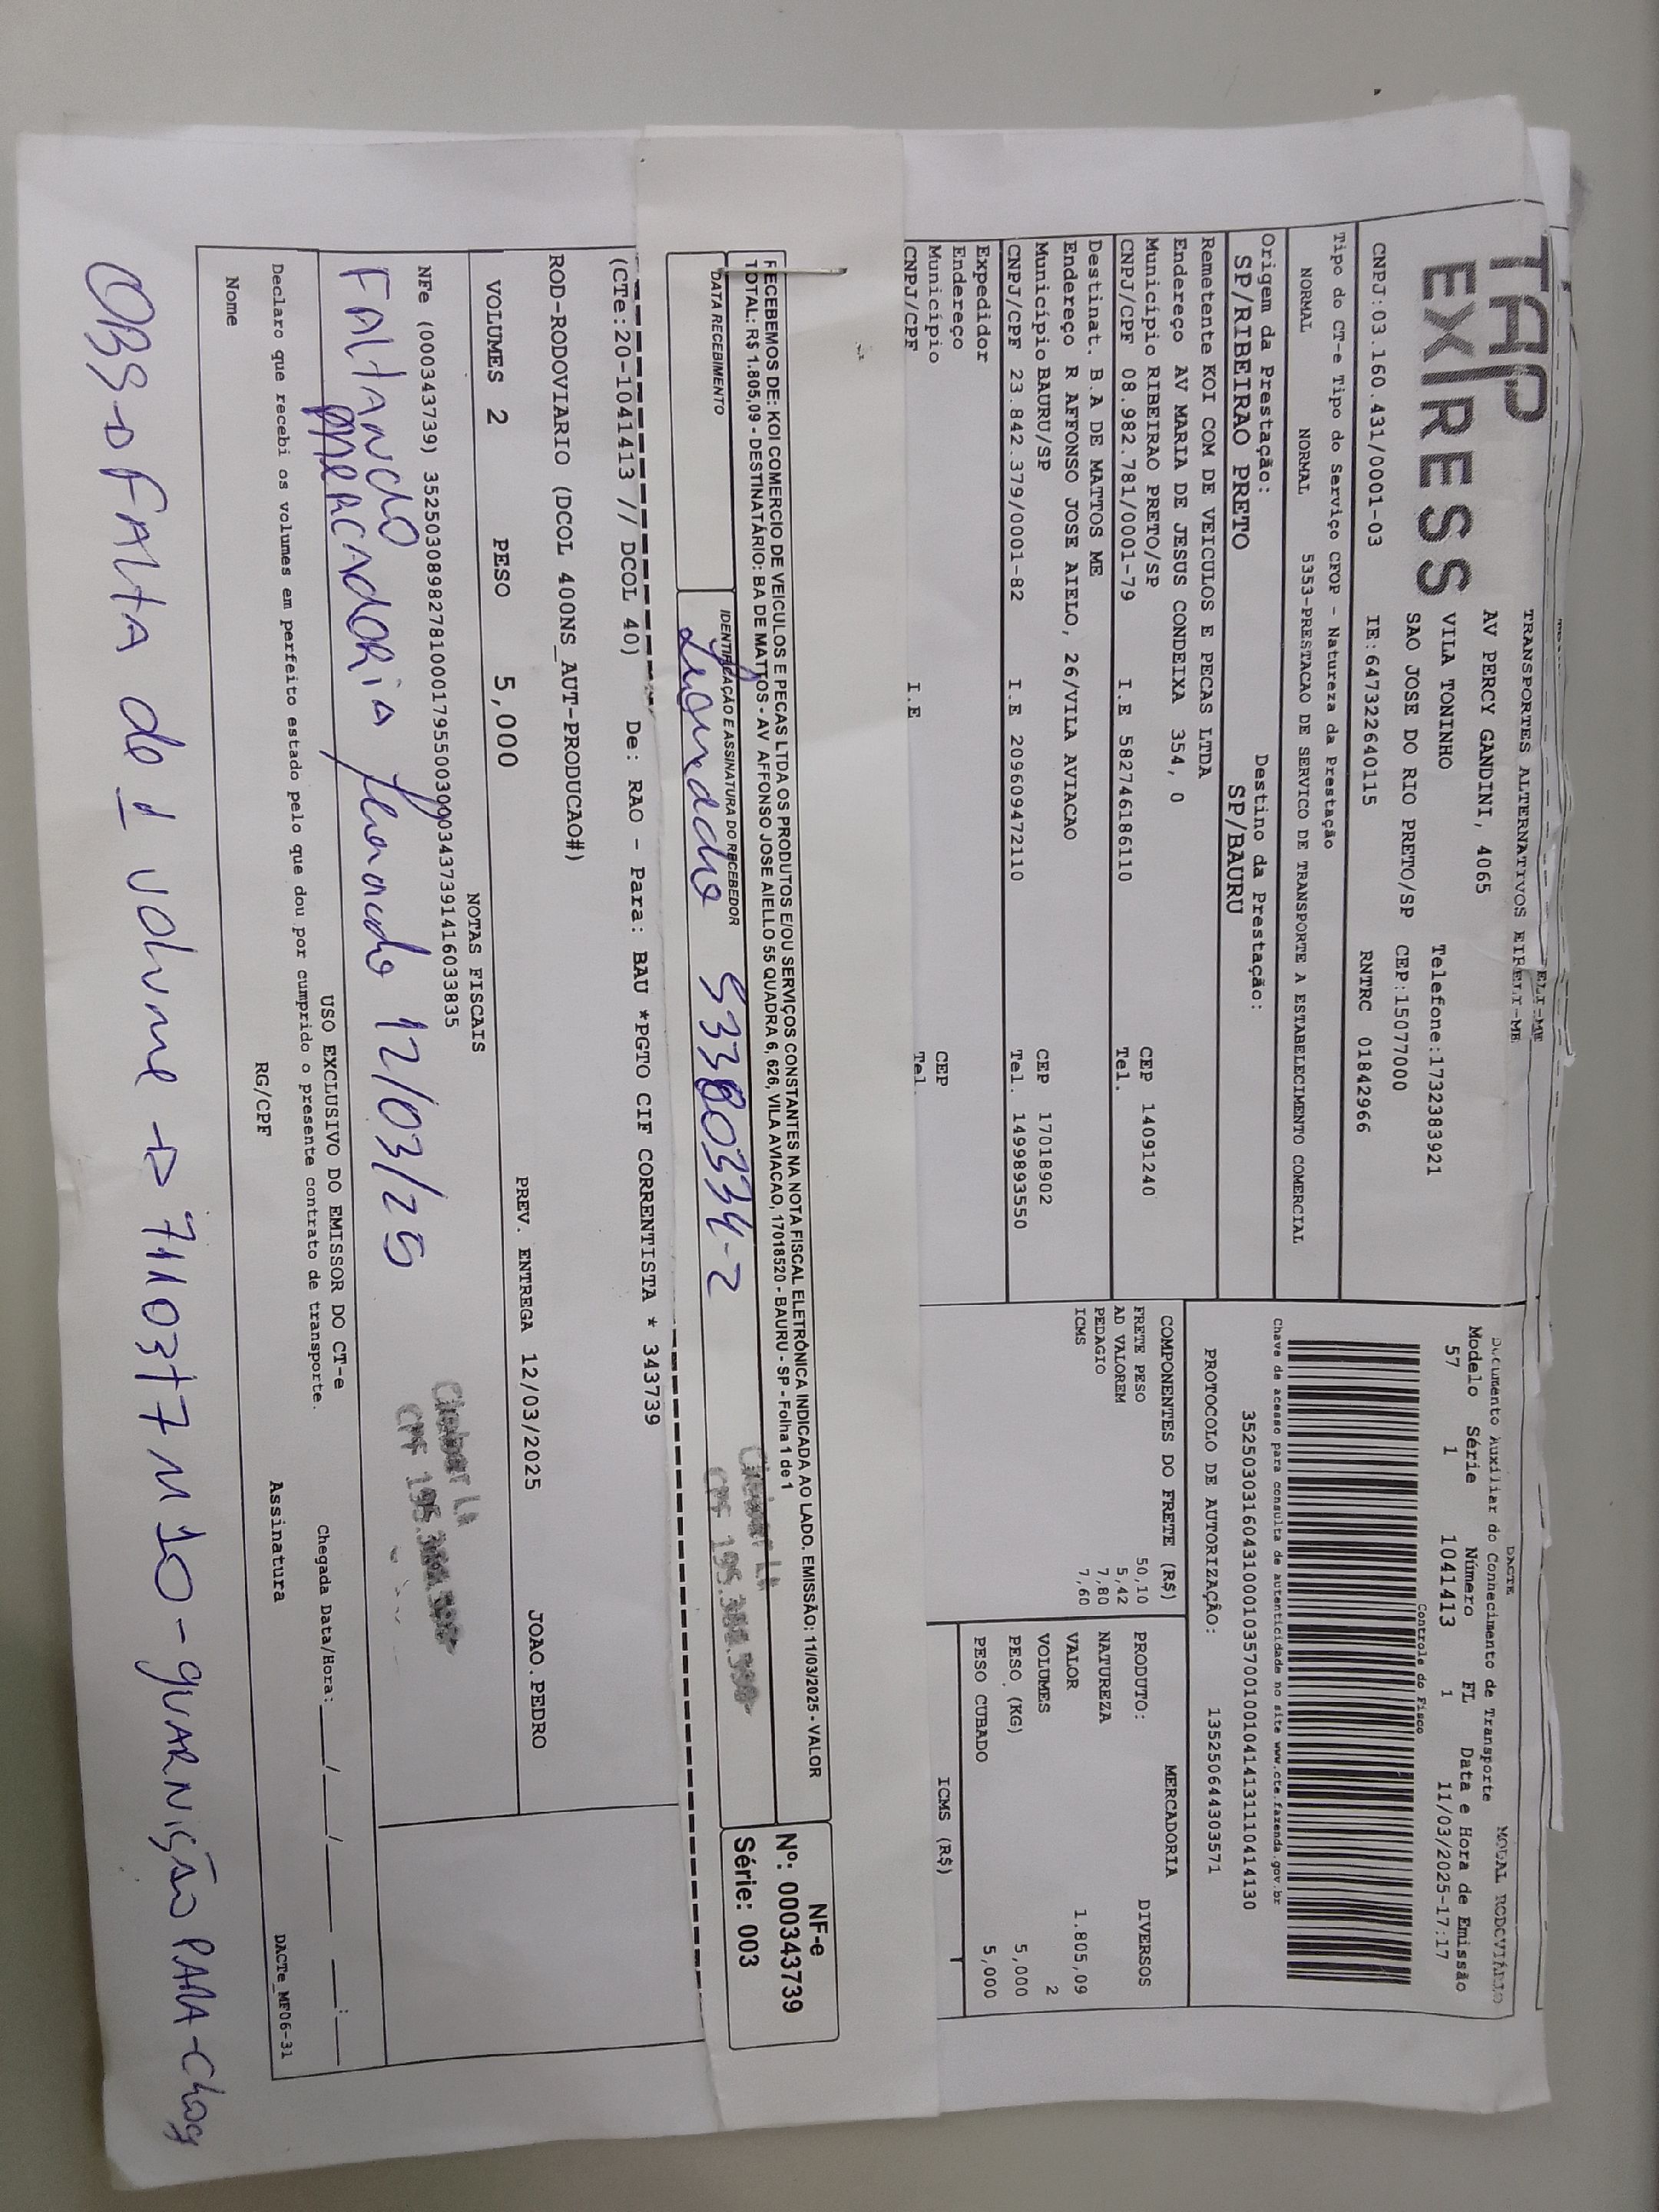 TAP
EXPRESS
TRANSPORTES ALTERNATIVOS EIRELI-ME
AV PERCY GANDINI, 4065
VILA TONINHO Telefone:1732383921
SAO JOSE DO RIO PRETO/SP CEP:15077000
CNPJ:03.160.431/0001-03 IE:647322640115 RNTRC 01842966
Tipo do CT-e Tipo do Serviço CFOP - Natureza da Prestação
NORMAL NORMAL 5353-PRESTACAO DE SERVICO DE TRANSPORTE A ESTABELECIMENTO COMERCIAL
Origem da Prestação: Destino da Prestação:
SP/RIBEIRAO PRETO SP/BAURU
DACTE MODAL RODOVIÁRIO
Documento Auxiliar do Conhecimento de Transporte
Modelo Série Número FL Data e Hora de Emissão
57 1 1041413 1 11/03/2025-17:17
Controle do Fisco
Chave de acesso para consulta de autenticidade no site www.cte.fazenda.gov.br
35250303160431000103570010010414131110414130
PROTOCOLO DE AUTORIZAÇÃO: 135250644303571
Remetente KOI COM DE VEICULOS E PECAS LTDA
Endereço AV MARIA DE JESUS CONDEIXA 354, 0
Município RIBEIRAO PRETO/SP CEP 14091240
CNPJ/CPF 08.982.781/0001-79 I.E 582746186110 Tel.
Destinat. B.A DE MATTOS ME
Endereço R AFFONSO JOSE AIELO, 26/VILA AVIACAO
Município BAURU/SP CEP 17018902
CNPJ/CPF 23.842.379/0001-82 I.E 209609472110 Tel. 1499893550
Expedidor
Endereço
Município CEP
CNPJ/CPF I.E Tel.
COMPONENTES DO FRETE (R$)
FRETE PESO 50,10
AD VALOREM 5,42
PEDAGIO 7,80
ICMS 7,60
MERCADORIA
PRODUTO: DIVERSOS
NATUREZA
VALOR 1.805,09
VOLUMES 2
PESO (KG) 5,000
PESO CUBADO 5,000
ICMS (R$)
RECEBEMOS DE: KOI COMERCIO DE VEICULOS E PECAS LTDA OS PRODUTOS E/OU SERVIÇOS CONSTANTES NA NOTA FISCAL ELETRÔNICA INDICADA AO LADO. EMISSÃO: 11/03/2025 - VALOR
TOTAL: R$ 1.805,09 - DESTINATÁRIO: BA DE MATTOS - AV AFFONSO JOSE AIELLO 55 QUADRA 6, 626, VILA AVIACAO, 17018520 - BAURU - SP - Folha 1 de 1
DATA RECEBIMENTO IDENTIFICAÇÃO E ASSINATURA DO RECEBEDOR
NF-e
Nº: 000343739
Série: 003
(CTe:20-1041413 // DCOL 40) De: RAO - Para: BAU *PGTO CIF CORRENTISTA * 343739
ROD-RODOVIARIO (DCOL 400NS_AUT-PRODUCAO#)
VOLUMES 2 PESO 5,000 PREV. ENTREGA 12/03/2025 JOAO.PEDRO
NOTAS FISCAIS
NFe (000343739) 35250308982781000179550030003437391416033835
FALTANDO 12/03/25
MERCADORIA
USO EXCLUSIVO DO EMISSOR DO CT-e
Declaro que recebi os volumes em perfeito estado pelo que dou por cumprido o presente contrato de transporte. Chegada Data/Hora: __/__/__ __:__
Nome RG/CPF Assinatura DACTe_MF06-31
OBS → FALTA de 1 volume → 7110377M10 - guARNição PARA-Choq